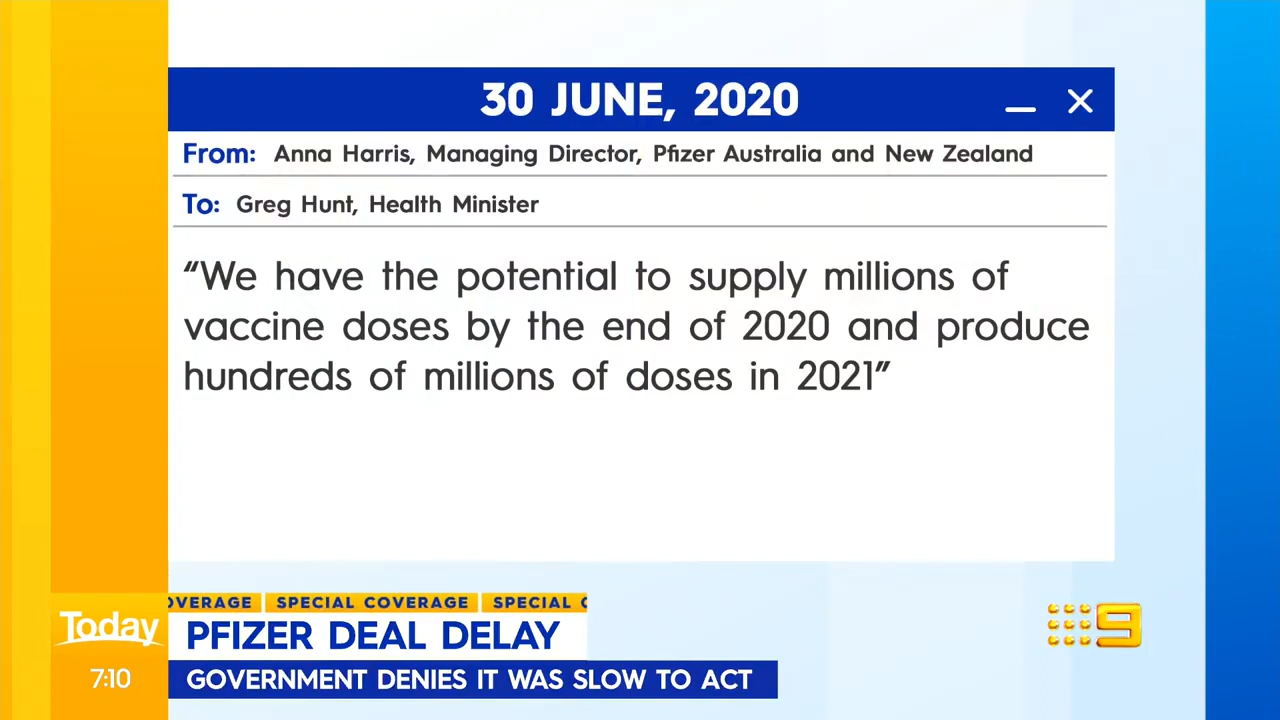 30 JUNE, 2020
From: Anna Harris, Managing Director, Pfizer Australia and New Zealand
To: Greg Hunt, Health Minister
“We have the potential to supply millions of
vaccine doses by the end of 2020 and produce
hundreds of millions of doses in 2021”
OVERAGE SPECIAL COVERAGE SPECIAL C
Today
PFIZER DEAL DELAY
9
7:10
GOVERNMENT DENIES IT WAS SLOW TO ACT